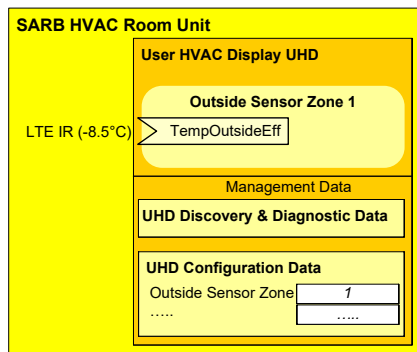 SARB HVAC Room Unit
User HVAC Display UHD
Outside Sensor Zone 1
LTE IR (-8.5°C) TempOutsideEff
Management Data
UHD Discovery & Diagnostic Data
UHD Configuration Data
Outside Sensor Zone 1
….. …..